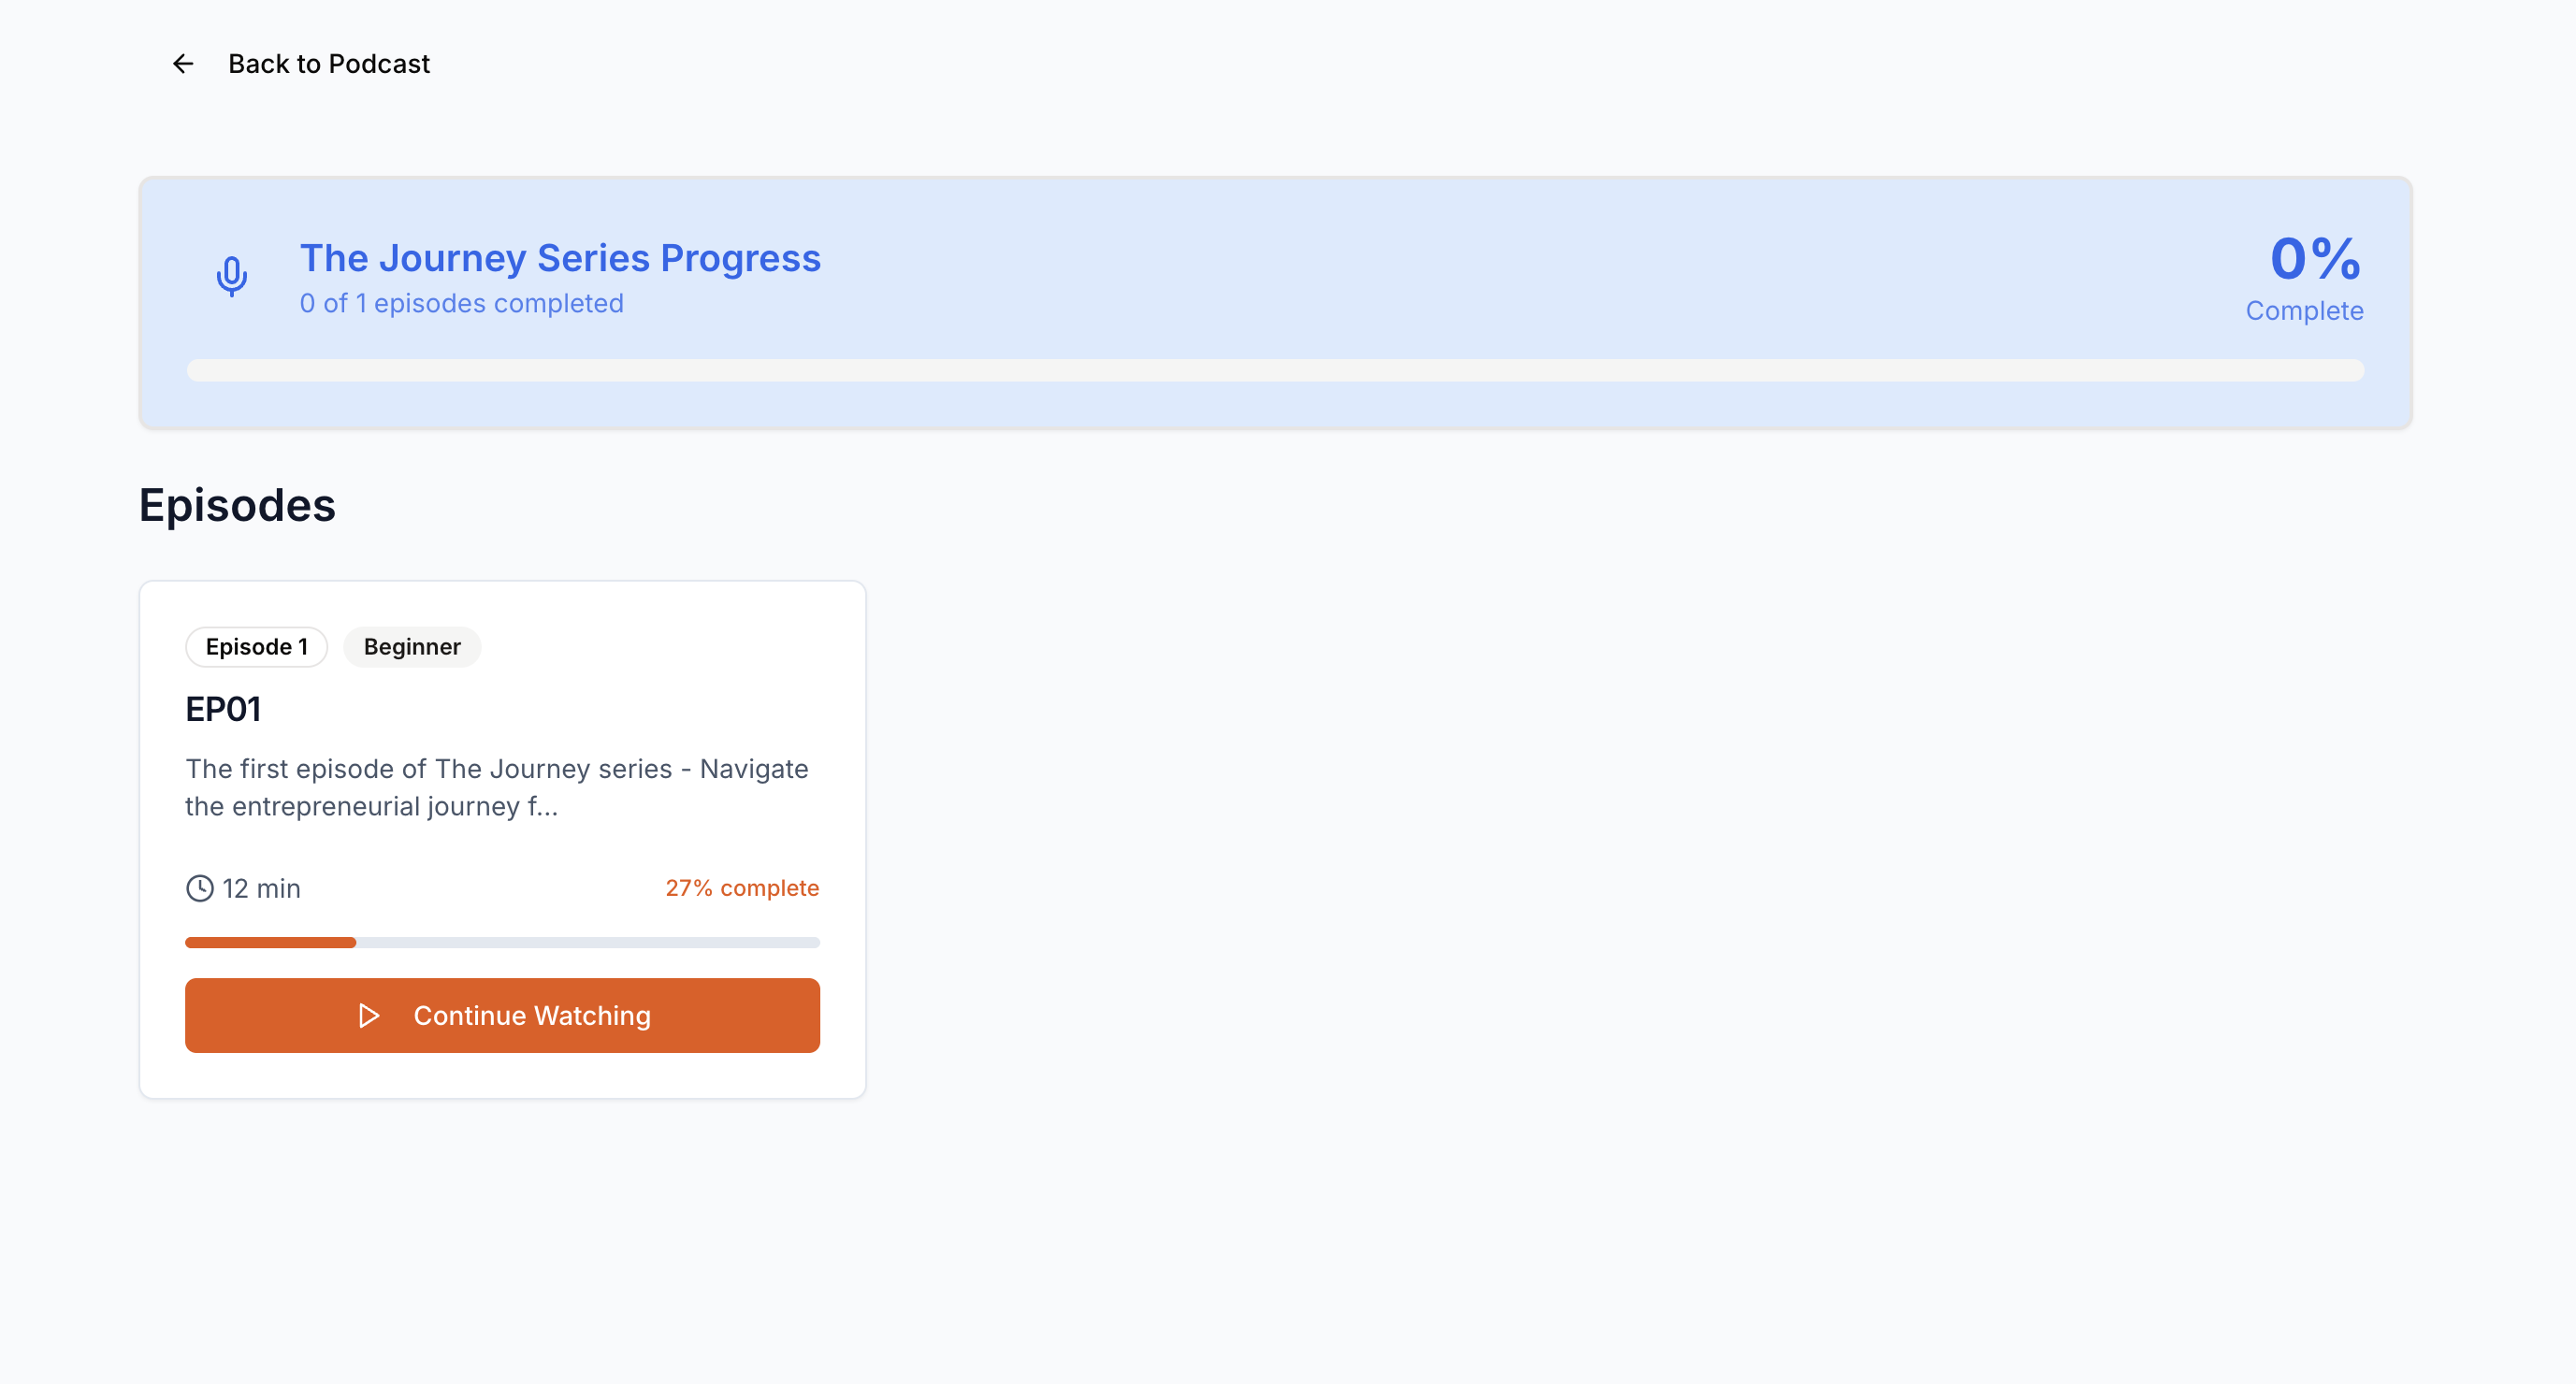 Back to Podcast
The Journey Series Progress
0 of 1 episodes completed
0%
Complete
Episodes
Episode 1
Beginner
EP01
The first episode of The Journey series - Navigate
the entrepreneurial journey f...
12 min
27% complete
Continue Watching